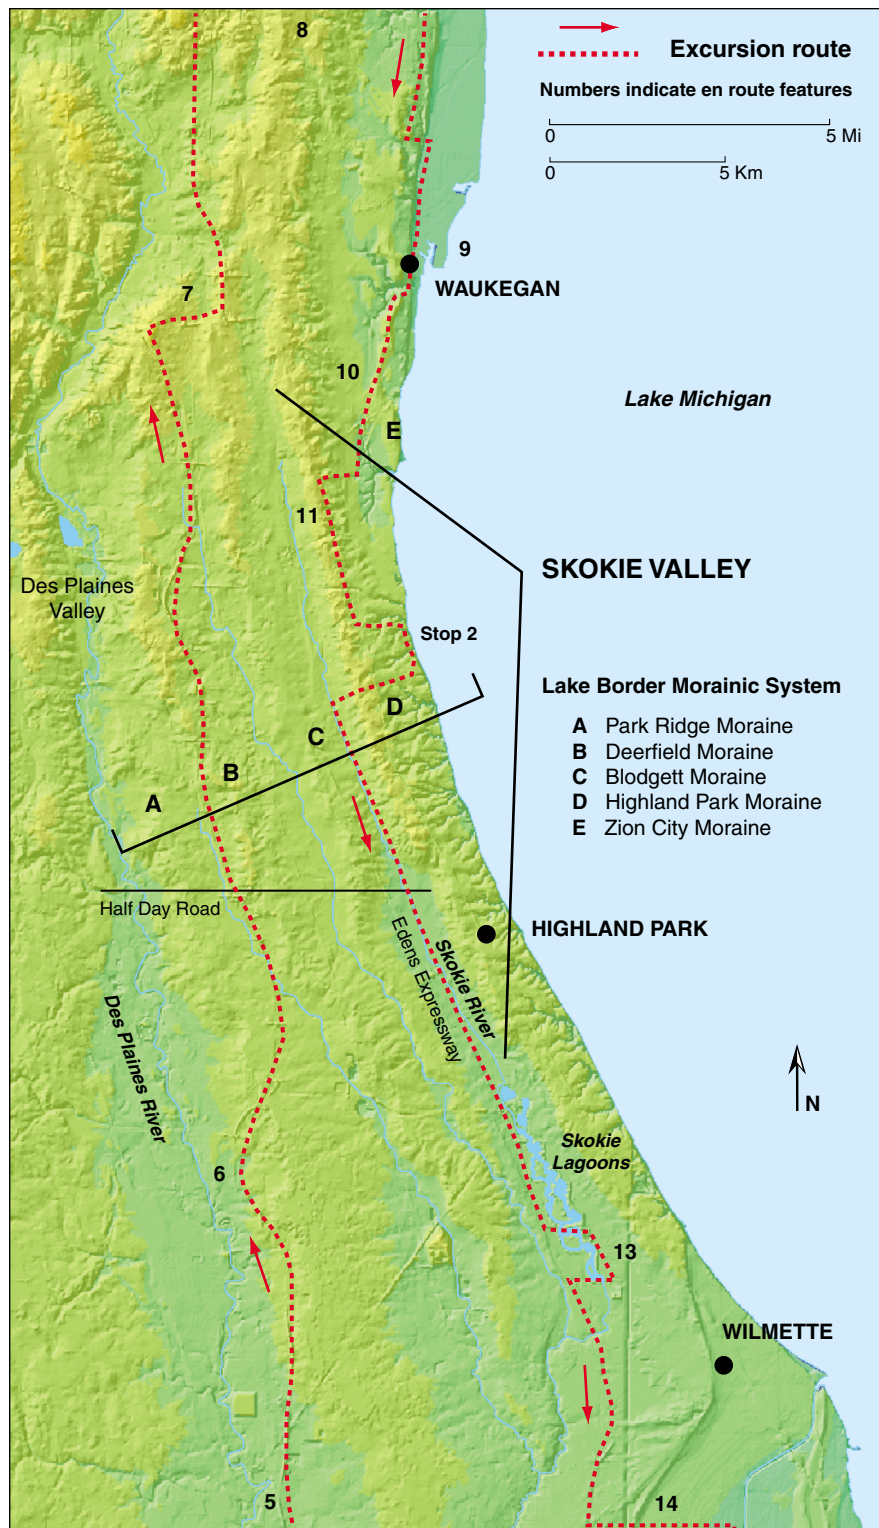 8
Excursion route
Numbers indicate en route features
0 5 Mi
0 5 Km
9
WAUKEGAN
7
10
Lake Michigan
E
11
SKOKIE VALLEY
Des Plaines
Valley
Stop 2
Lake Border Morainic System
A Park Ridge Moraine
B Deerfield Moraine
C Blodgett Moraine
D Highland Park Moraine
E Zion City Moraine
D
C
B
A
Half Day Road
HIGHLAND PARK
Edens Expressway
Skokie River
Des Plaines River
N
Skokie
Lagoons
6
13
WILMETTE
5
14